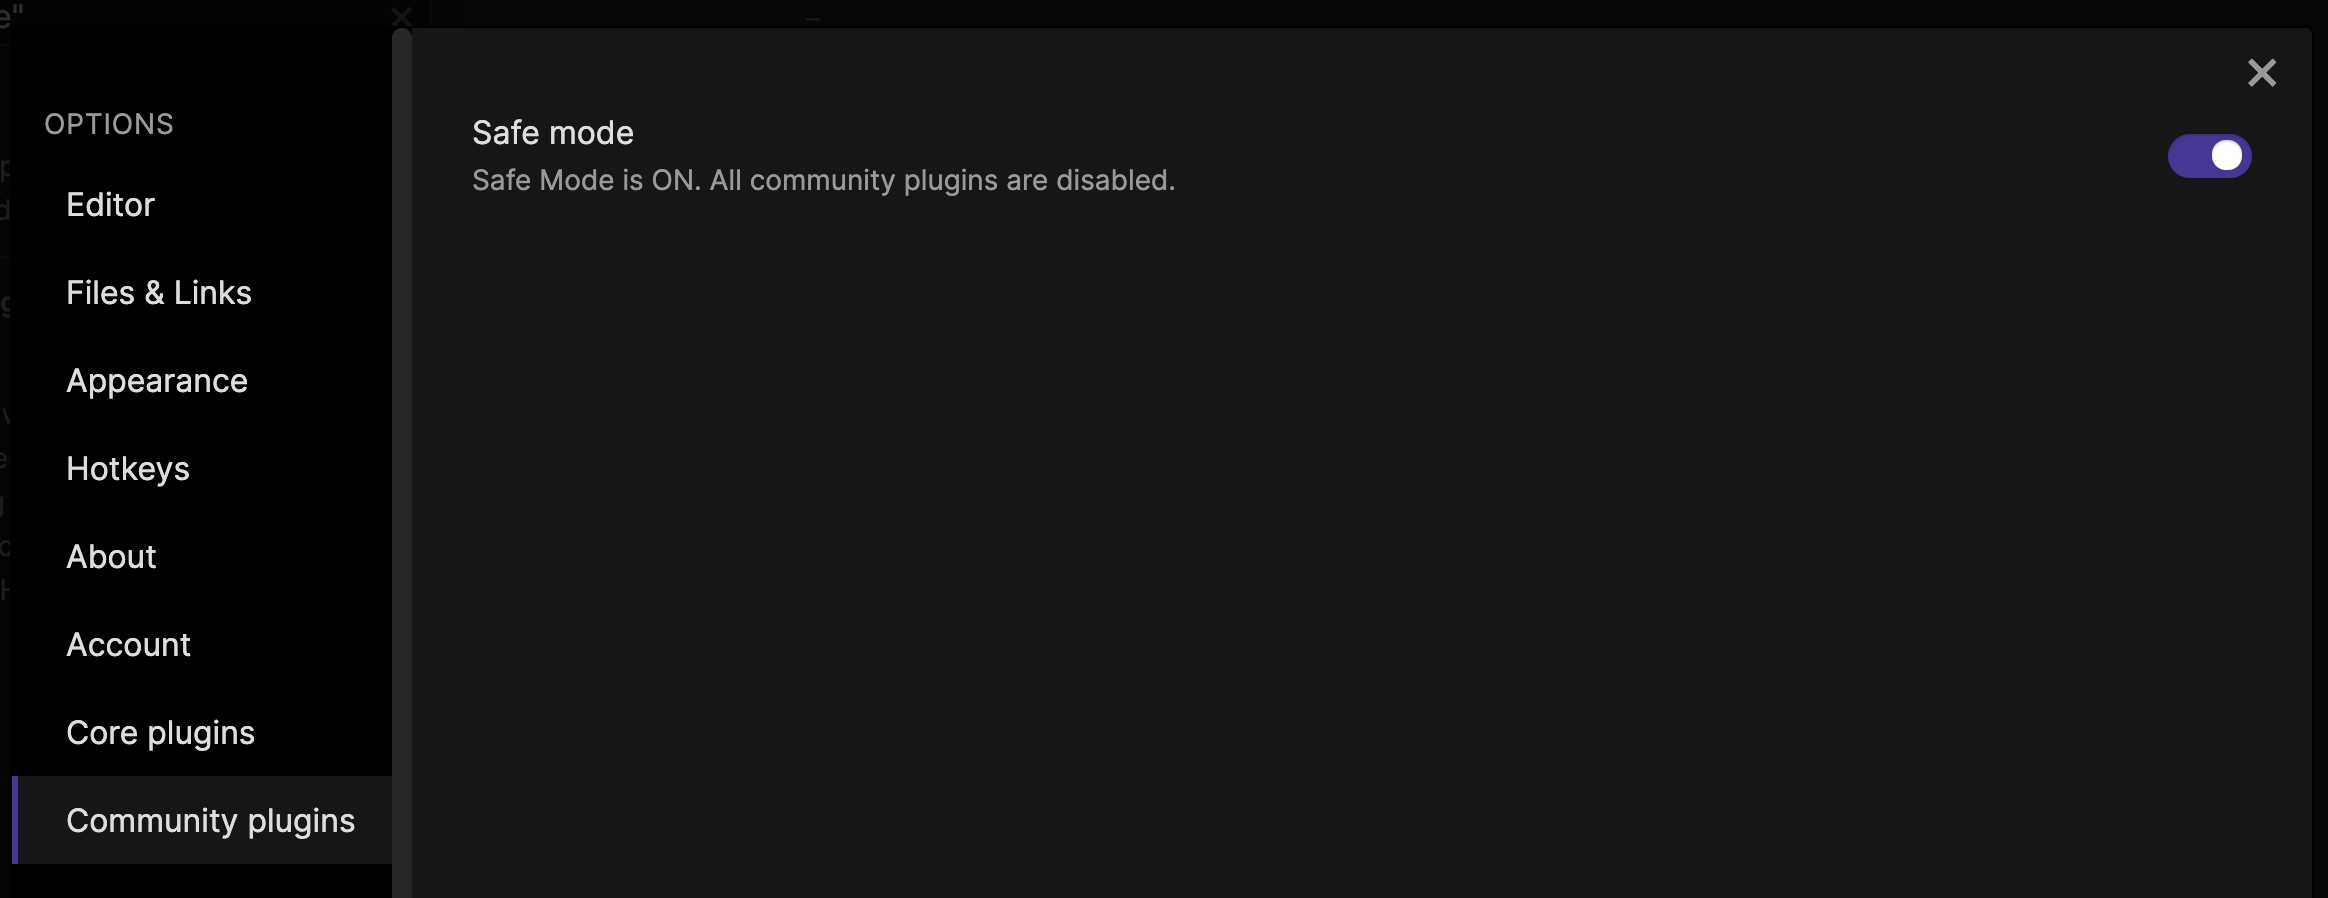 OPTIONS
Editor
Files & Links
Appearance
Hotkeys
About
Account
Core plugins
Community plugins
Safe mode
Safe Mode is ON. All community plugins are disabled.